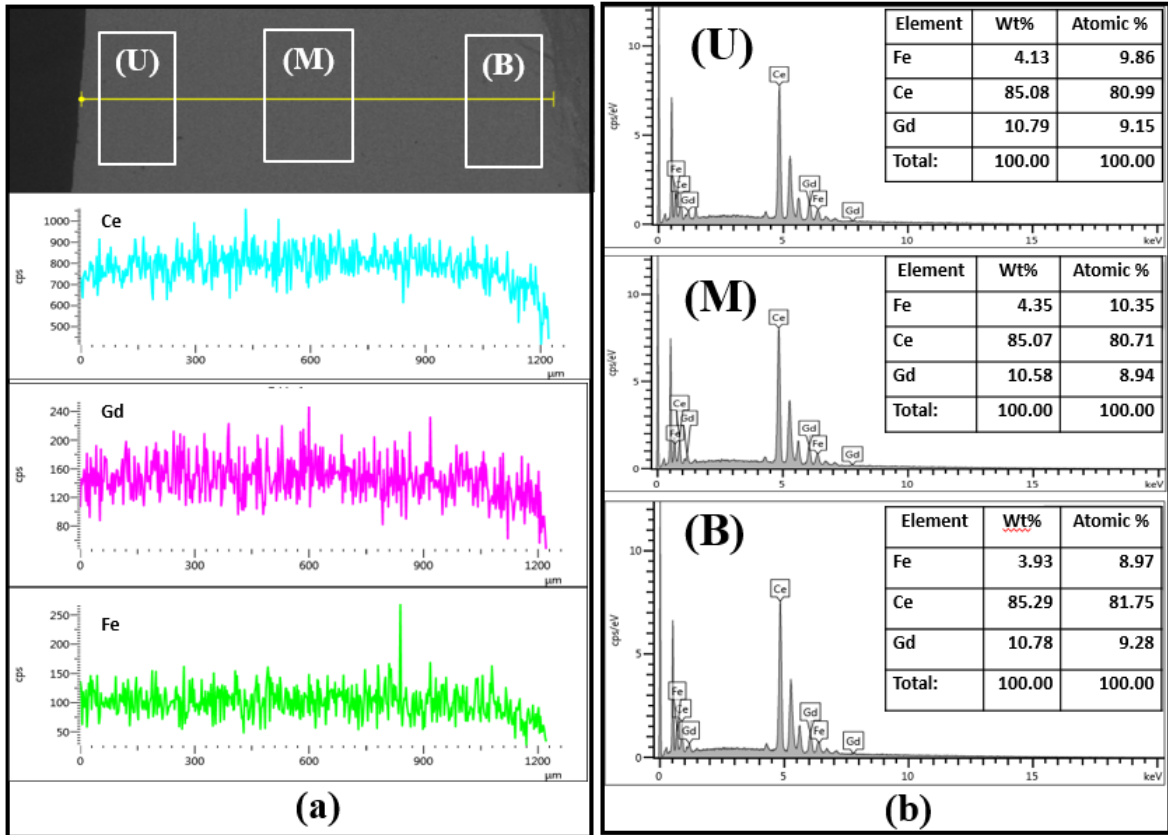 (U) (M) (B)
Ce
1000
900
800
700
600
500
cps
0 300 600 900 1200
µm
Gd
240
200
160
120
80
cps
0 300 600 900 1200
µm
Fe
250
200
150
100
50
cps
0 300 600 900 1200
µm
(a)
(U)
Element Wt% Atomic %
Fe 4.13 9.86
Ce 85.08 80.99
Gd 10.79 9.15
Total: 100.00 100.00
cps/eV
10
5
0
Ce
Fe
Ce
Gd
Gd
Fe
Gd
0 5 10 15 keV
(M)
Element Wt% Atomic %
Fe 4.35 10.35
Ce 85.07 80.71
Gd 10.58 8.94
Total: 100.00 100.00
cps/eV
10
5
0
Ce
Ce
Gd
Fe
Gd
Fe
Gd
0 5 10 15 keV
(B)
Element Wt% Atomic %
Fe 3.93 8.97
Ce 85.29 81.75
Gd 10.78 9.28
Total: 100.00 100.00
cps/eV
10
5
0
Ce
Fe
Ce
Gd
Gd
Fe
Gd
0 5 10 15 keV
(b)